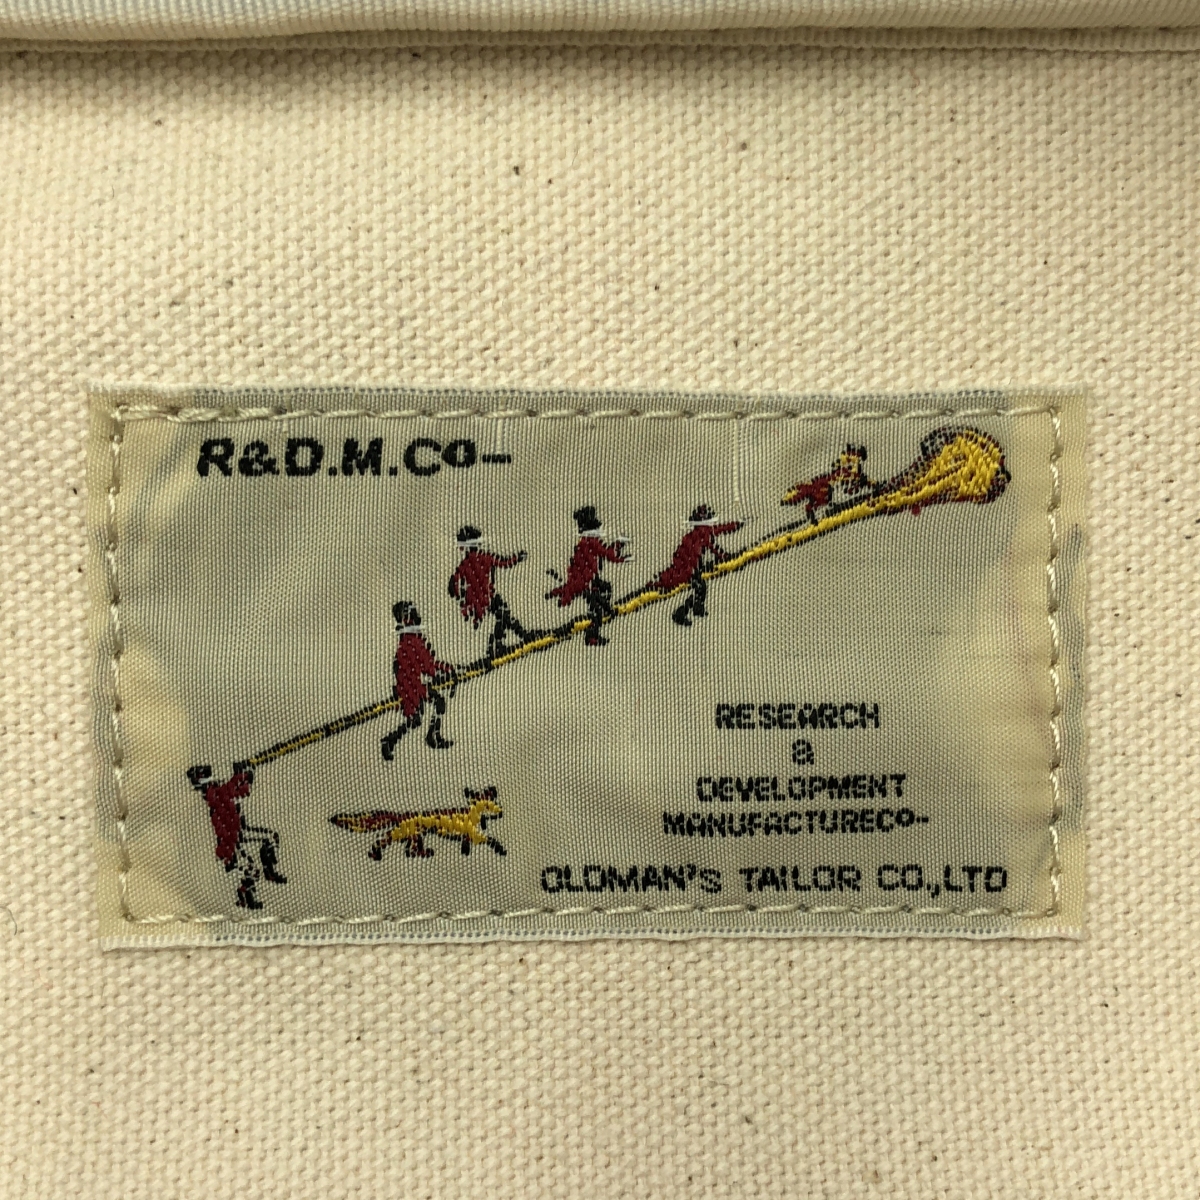 R&D.M.Co-
RESEARCH
&
DEVELOPMENT
MANUFACTURECo-
OLDMAN'S TAILOR CO.,LTD